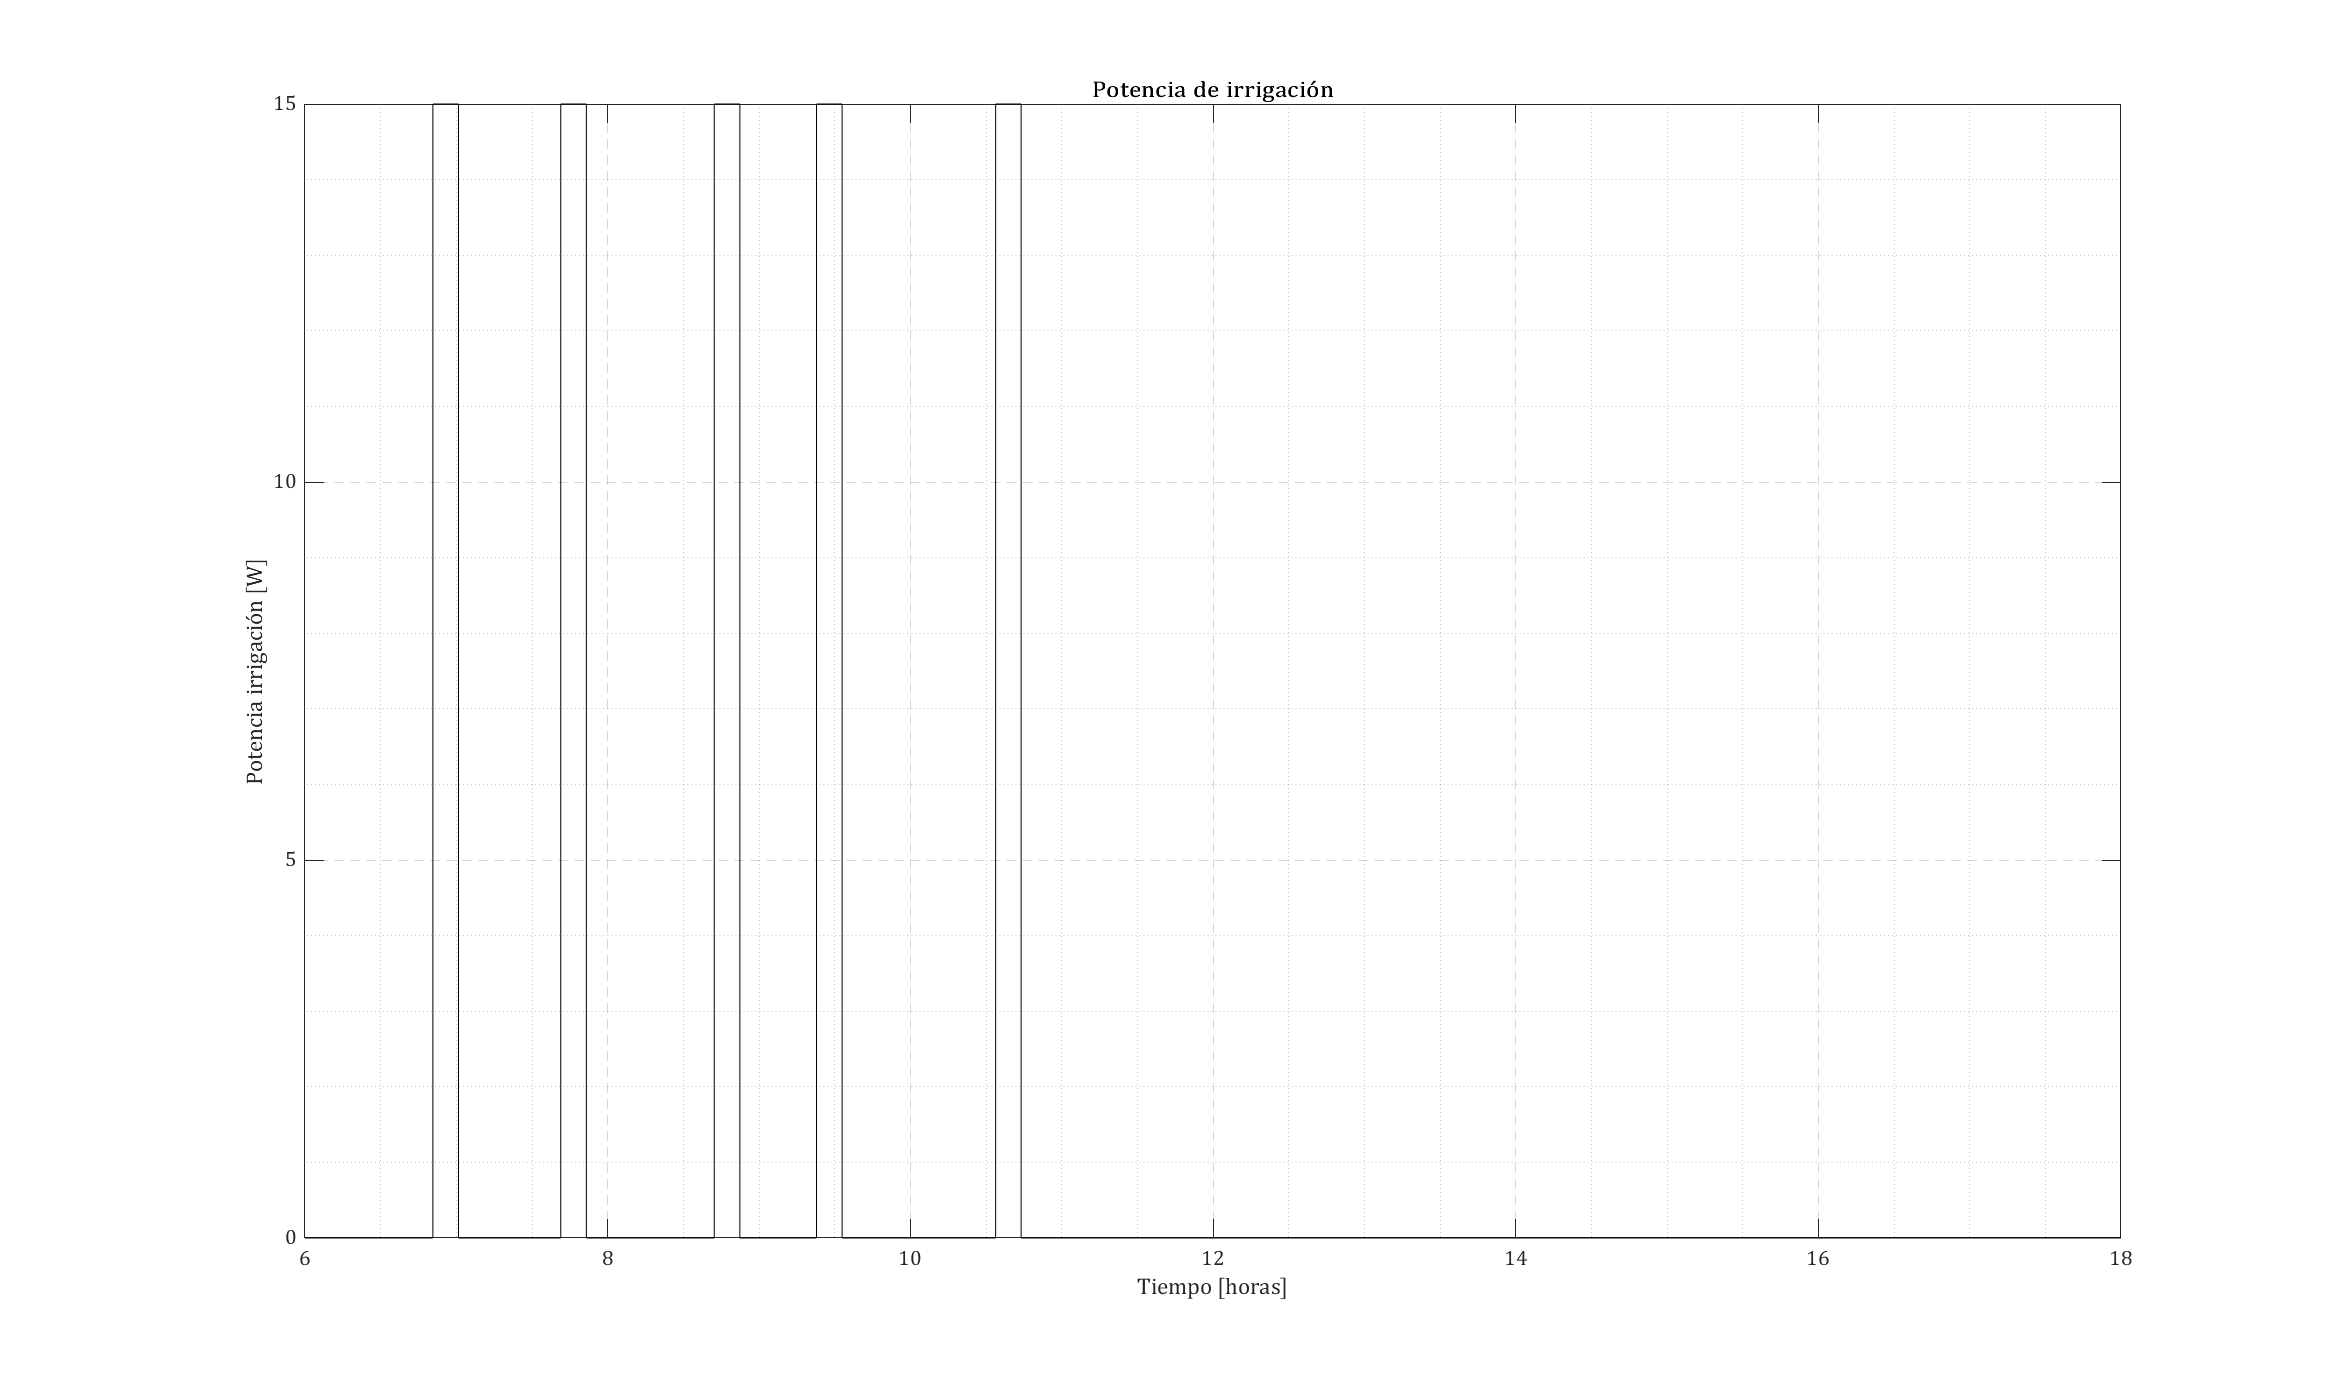 Potencia de irrigación
15
10
5
0
Potencia irrigación [W]
6 8 10 12 14 16 18
Tiempo [horas]